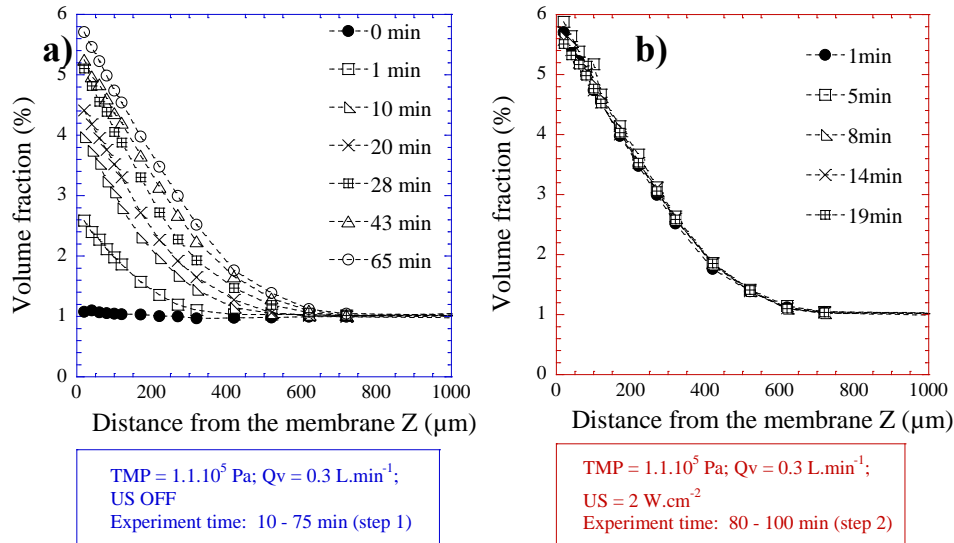 a)
Volume fraction (%)
6
5
4
3
2
1
0
0 min
1 min
10 min
20 min
28 min
43 min
65 min
0 200 400 600 800 1000
Distance from the membrane Z (µm)
TMP = 1.1.10⁵ Pa; Qv = 0.3 L.min⁻¹;
US OFF
Experiment time: 10 - 75 min (step 1)
b)
Volume fraction (%)
6
5
4
3
2
1
0
1min
5min
8min
14min
19min
0 200 400 600 800 1000
Distance from the membrane Z (µm)
TMP = 1.1.10⁵ Pa; Qv = 0.3 L.min⁻¹;
US = 2 W.cm⁻²
Experiment time: 80 - 100 min (step 2)